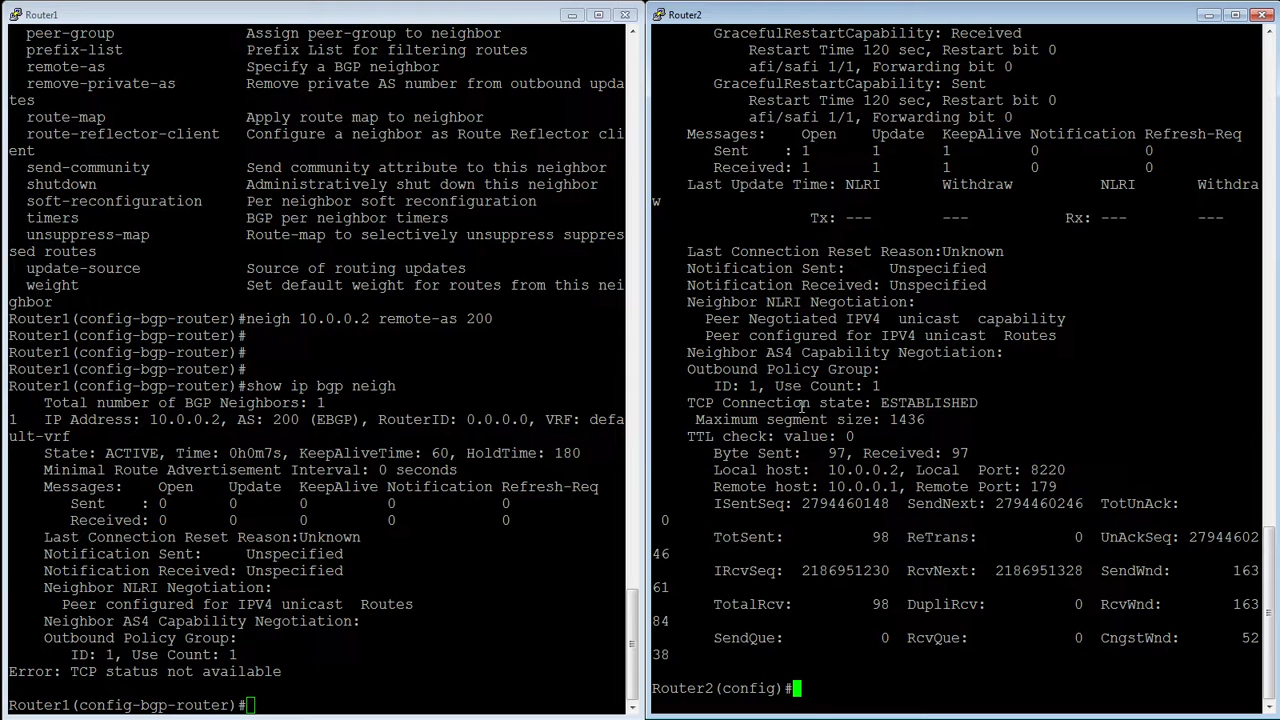 Router1
peer-group Assign peer-group to neighbor
prefix-list Prefix List for filtering routes
remote-as Specify a BGP neighbor
remove-private-as Remove private AS number from outbound upda
tes
route-map Apply route map to neighbor
route-reflector-client Configure a neighbor as Route Reflector cli
ent
send-community Send community attribute to this neighbor
shutdown Administratively shut down this neighbor
soft-reconfiguration Per neighbor soft reconfiguration
timers BGP per neighbor timers
unsuppress-map Route-map to selectively unsuppress suppres
sed routes
update-source Source of routing updates
weight Set default weight for routes from this nei
ghbor
Router1(config-bgp-router)#neigh 10.0.0.2 remote-as 200
Router1(config-bgp-router)#
Router1(config-bgp-router)#
Router1(config-bgp-router)#
Router1(config-bgp-router)#show ip bgp neigh
Total number of BGP Neighbors: 1
1 IP Address: 10.0.0.2, AS: 200 (EBGP), RouterID: 0.0.0.0, VRF: defa
ult-vrf
State: ACTIVE, Time: 0h0m7s, KeepAliveTime: 60, HoldTime: 180
Minimal Route Advertisement Interval: 0 seconds
Messages: Open Update KeepAlive Notification Refresh-Req
Sent : 0 0 0 0 0
Received: 0 0 0 0 0
Last Connection Reset Reason:Unknown
Notification Sent: Unspecified
Notification Received: Unspecified
Neighbor NLRI Negotiation:
Peer configured for IPV4 unicast Routes
Neighbor AS4 Capability Negotiation:
Outbound Policy Group:
ID: 1, Use Count: 1
Error: TCP status not available
Router1(config-bgp-router)#
Router2
GracefulRestartCapability: Received
Restart Time 120 sec, Restart bit 0
afi/safi 1/1, Forwarding bit 0
GracefulRestartCapability: Sent
Restart Time 120 sec, Restart bit 0
afi/safi 1/1, Forwarding bit 0
Messages: Open Update KeepAlive Notification Refresh-Req
Sent : 1 1 1 0 0
Received: 1 1 1 0 0
Last Update Time: NLRI Withdraw NLRI Withdra
w
Tx: --- --- Rx: --- ---
Last Connection Reset Reason:Unknown
Notification Sent: Unspecified
Notification Received: Unspecified
Neighbor NLRI Negotiation:
Peer Negotiated IPV4 unicast capability
Peer configured for IPV4 unicast Routes
Neighbor AS4 Capability Negotiation:
Outbound Policy Group:
ID: 1, Use Count: 1
TCP Connection state: ESTABLISHED
Maximum segment size: 1436
TTL check: value: 0
Byte Sent: 97, Received: 97
Local host: 10.0.0.2, Local Port: 8220
Remote host: 10.0.0.1, Remote Port: 179
ISentSeq: 2794460148 SendNext: 2794460246 TotUnAck:
0
TotSent: 98 ReTrans: 0 UnAckSeq: 27944602
46
IRcvSeq: 2186951230 RcvNext: 2186951328 SendWnd: 163
61
TotalRcv: 98 DupliRcv: 0 RcvWnd: 163
84
SendQue: 0 RcvQue: 0 CngstWnd: 52
38
Router2(config)#